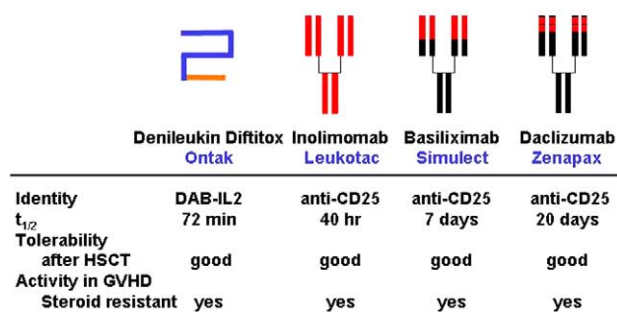 Denileukin Diftitox Inolimomab Basiliximab Daclizumab
Ontak Leukotac Simulect Zenapax
Identity DAB-IL2 anti-CD25 anti-CD25 anti-CD25
t1/2 72 min 40 hr 7 days 20 days
Tolerability
after HSCT good good good good
Activity in GVHD
Steroid resistant yes yes yes yes